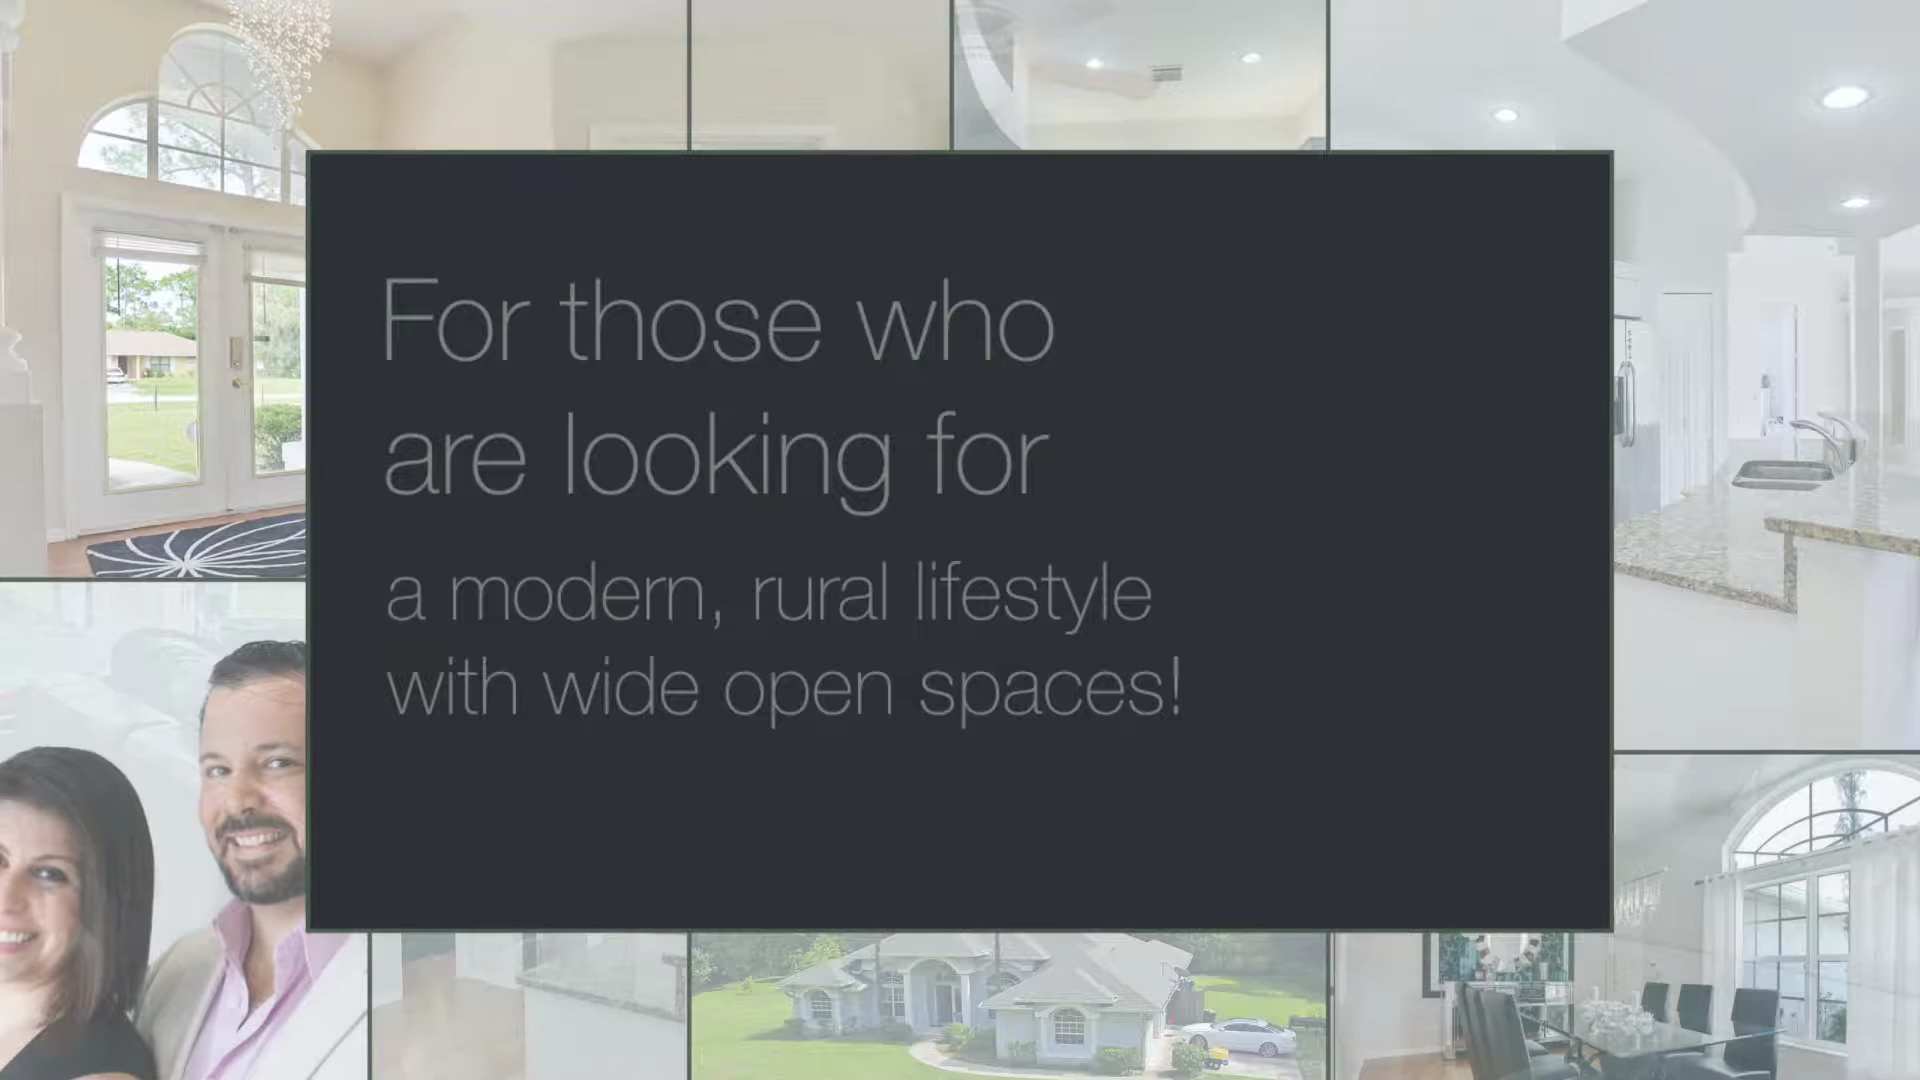 For those who
are looking for
a modern, rural lifestyle
with wide open spaces!